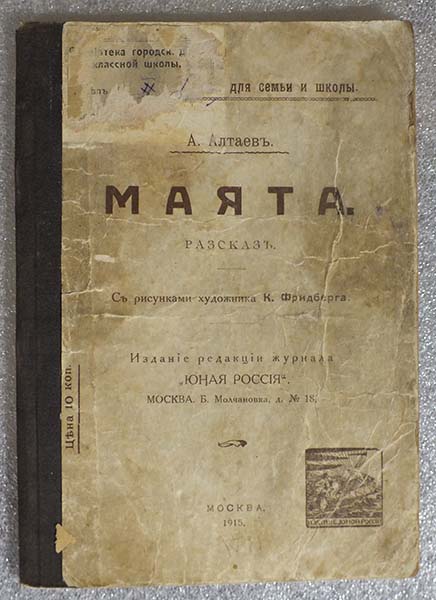 отека городск.
классной школы,
для семьи и школы.
А. Алтаевъ.
МАЯТА.
РАЗСКАЗЪ.
Съ рисунками художника К. Фридберга.
Изданіе редакціи журнала
„ЮНАЯ РОССІЯ“.
МОСКВА. Б. Молчановка, д. № 18.
Цѣна 10 коп.
МОСКВА.
1915.